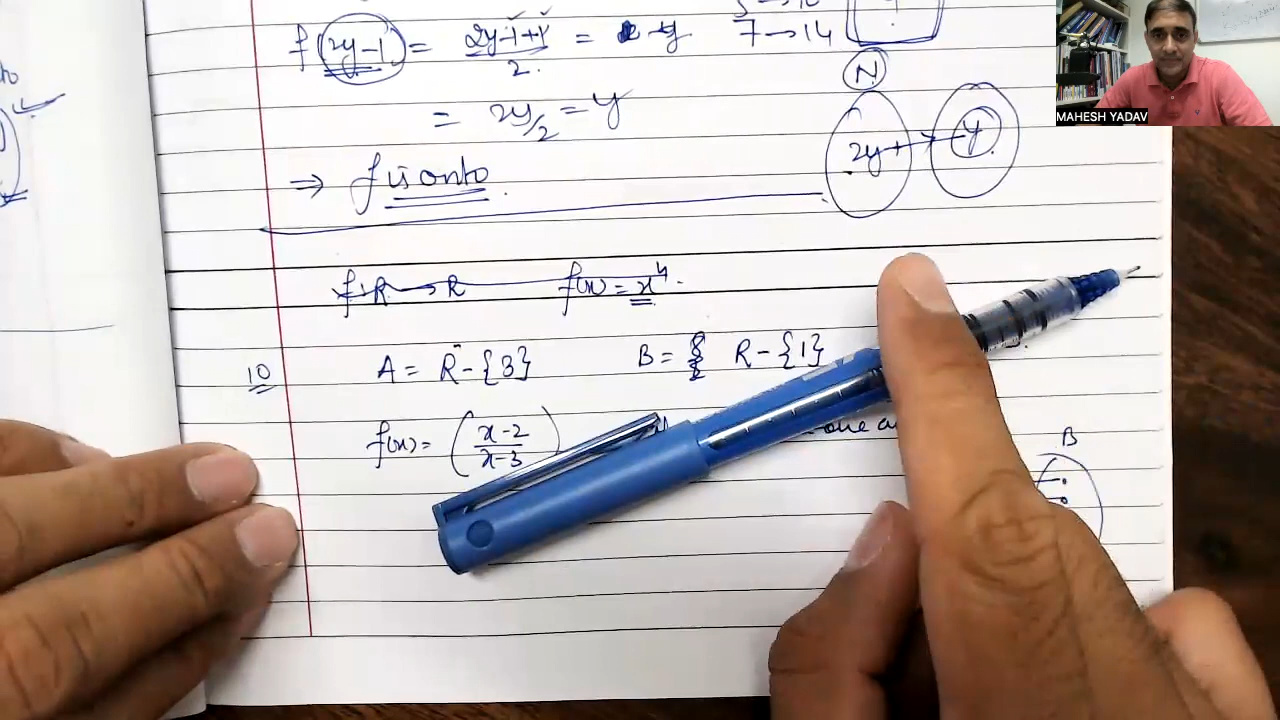 f(2y-1) = 2y-1+1/2 = y 7→14
MAHESH YADAV
N
= 2y/2 = y
2y+ y
⇒ f is onto.
f: R → R f(x) = x⁴.
10 A = R-{3} B = R-{1}
f(x) = (x-2/x-3) one
B